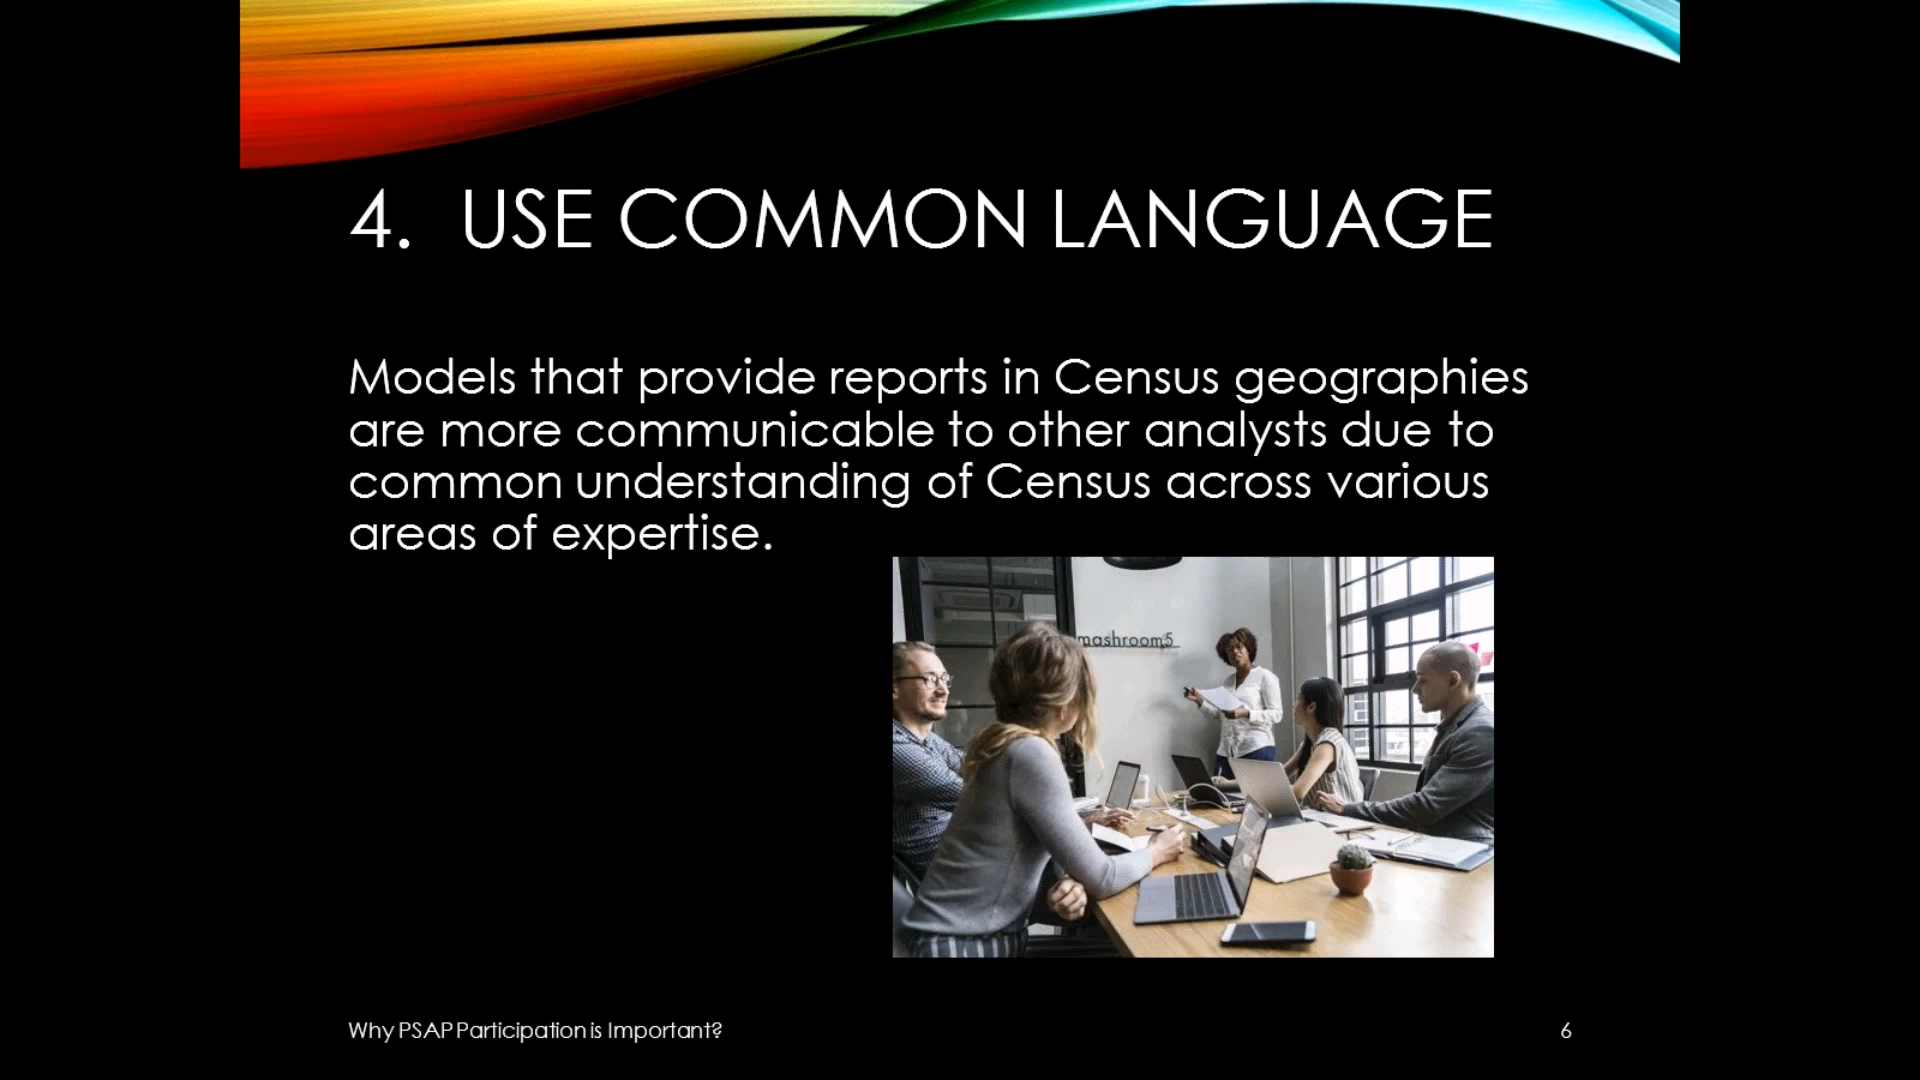 4. USE COMMON LANGUAGE
Models that provide reports in Census geographies
are more communicable to other analysts due to
common understanding of Census across various
areas of expertise.
mashroom5
Why PSAP Participation is Important?
6